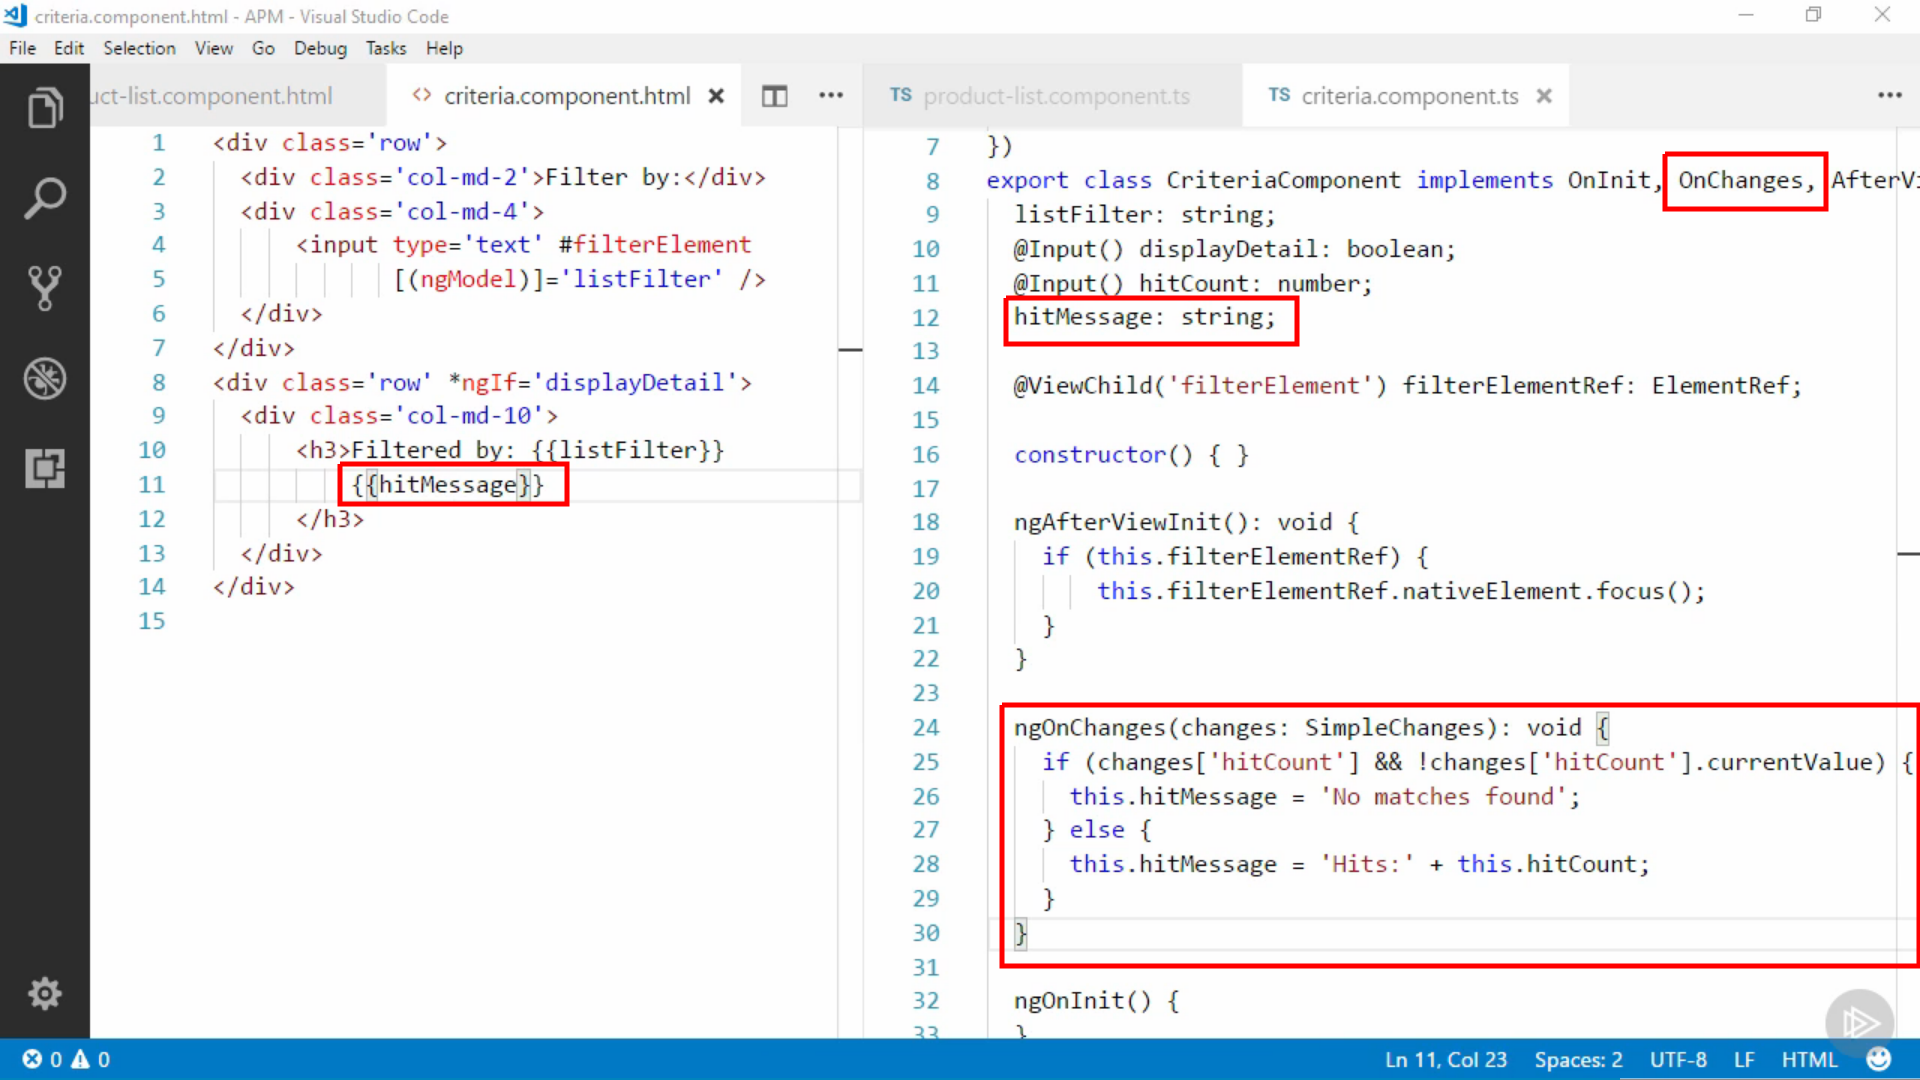 criteria.component.html - APM - Visual Studio Code
File Edit Selection View Go Debug Tasks Help
uct-list.component.html <> criteria.component.html
1 <div class='row'>
2 <div class='col-md-2'>Filter by:</div>
3 <div class='col-md-4'>
4 <input type='text' #filterElement
5 [(ngModel)]='listFilter' />
6 </div>
7 </div>
8 <div class='row' *ngIf='displayDetail'>
9 <div class='col-md-10'>
10 <h3>Filtered by: {{listFilter}}
11 {{hitMessage}}
12 </h3>
13 </div>
14 </div>
15
TS product-list.component.ts TS criteria.component.ts
7 })
8 export class CriteriaComponent implements OnInit, OnChanges, AfterVi
9 listFilter: string;
10 @Input() displayDetail: boolean;
11 @Input() hitCount: number;
12 hitMessage: string;
13
14 @ViewChild('filterElement') filterElementRef: ElementRef;
15
16 constructor() { }
17
18 ngAfterViewInit(): void {
19 if (this.filterElementRef) {
20 this.filterElementRef.nativeElement.focus();
21 }
22 }
23
24 ngOnChanges(changes: SimpleChanges): void {
25 if (changes['hitCount'] && !changes['hitCount'].currentValue) {
26 this.hitMessage = 'No matches found';
27 } else {
28 this.hitMessage = 'Hits:' + this.hitCount;
29 }
30 }
31
32 ngOnInit() {
33 }
0 0 Ln 11, Col 23 Spaces: 2 UTF-8 LF HTML